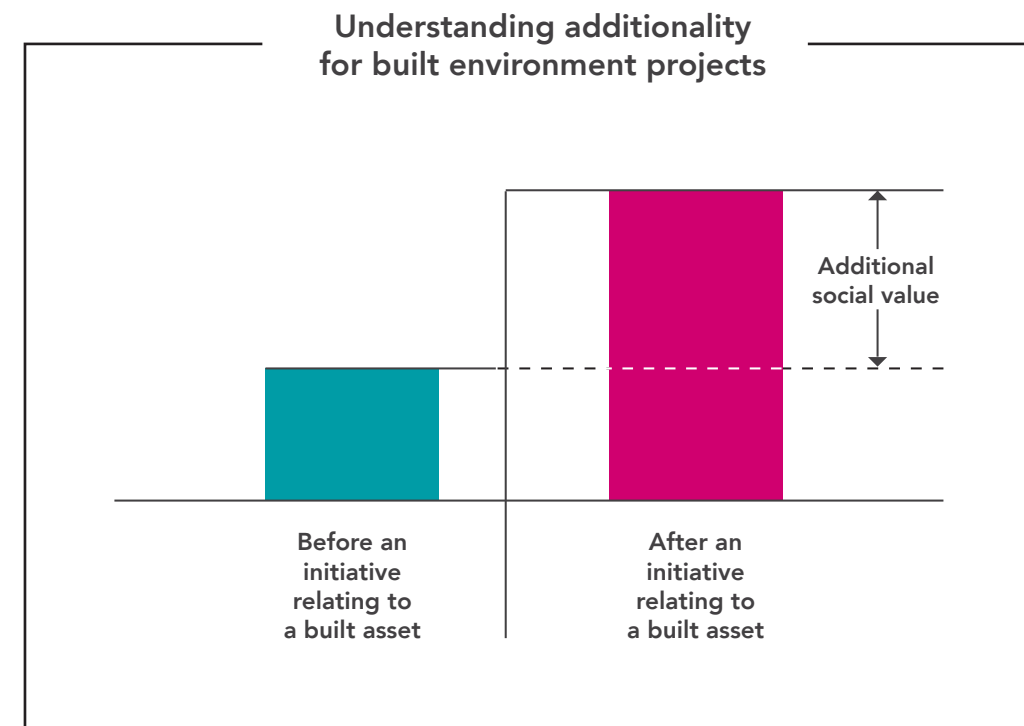 Understanding additionality
for built environment projects
Additional
social value
Before an
initiative
relating to
a built asset
After an
initiative
relating to
a built asset